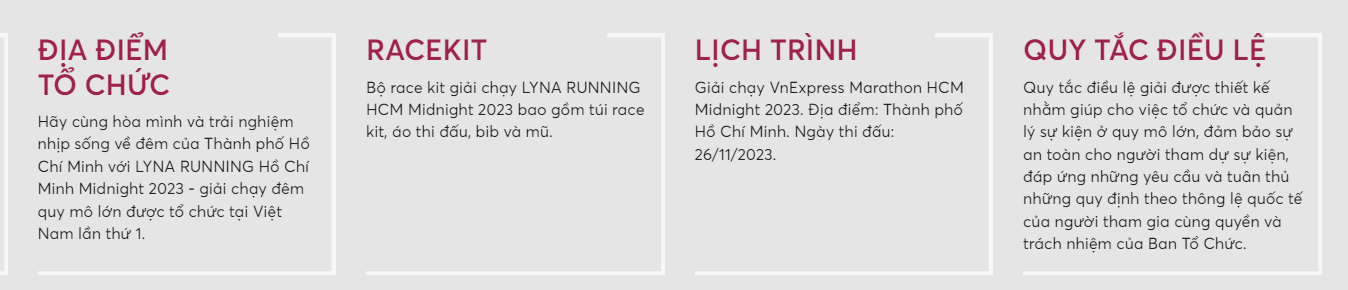 ĐỊA ĐIỂM
TỔ CHỨC
Hãy cùng hòa mình và trải nghiệm
nhịp sống về đêm của Thành phố Hồ
Chí Minh với LYNA RUNNING Hồ Chí
Minh Midnight 2023 - giải chạy đêm
quy mô lớn được tổ chức tại Việt
Nam lần thứ 1.
RACEKIT
Bộ race kit giải chạy LYNA RUNNING
HCM Midnight 2023 bao gồm túi race
kit, áo thi đấu, bib và mũ.
LỊCH TRÌNH
Giải chạy VnExpress Marathon HCM
Midnight 2023. Địa điểm: Thành phố
Hồ Chí Minh. Ngày thi đấu:
26/11/2023.
QUY TẮC ĐIỀU LỆ
Quy tắc điều lệ giải được thiết kế
nhằm giúp cho việc tổ chức và quản
lý sự kiện ở quy mô lớn, đảm bảo sự
an toàn cho người tham dự sự kiện,
đáp ứng những yêu cầu và tuân thủ
những quy định theo thông lệ quốc tế
của người tham gia cùng quyền và
trách nhiệm của Ban Tổ Chức.